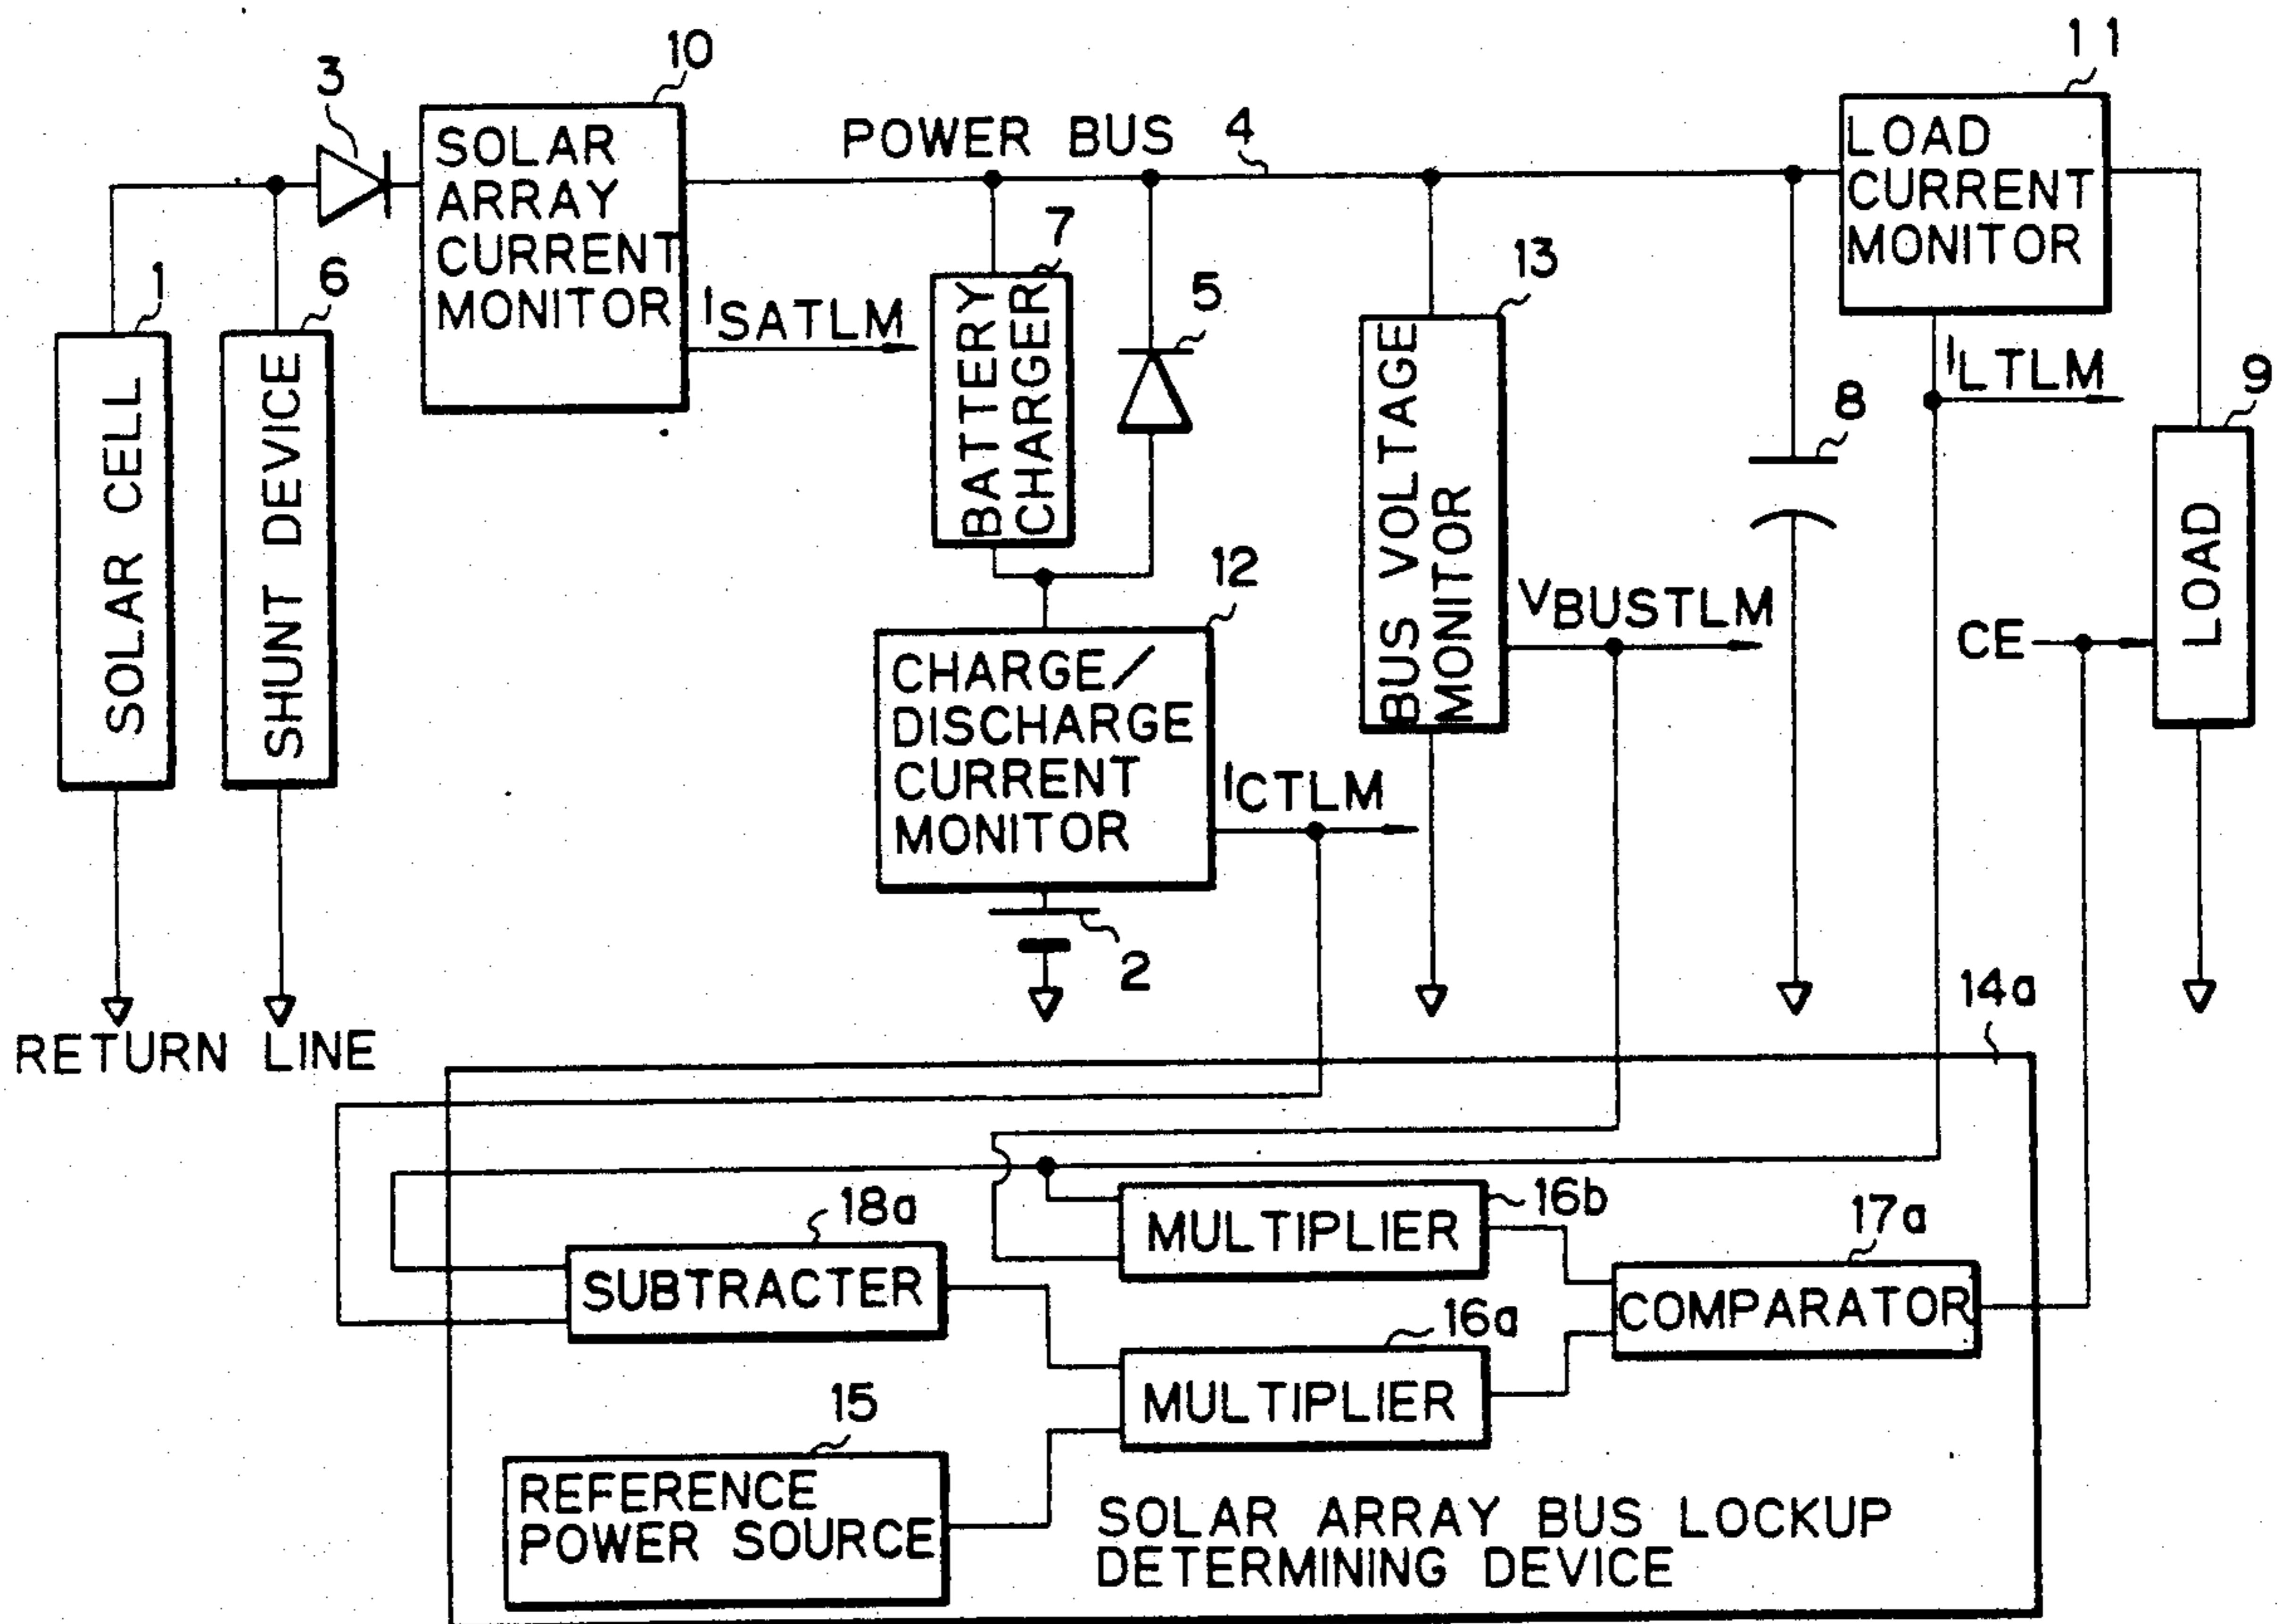 10
11
3
SOLAR
ARRAY
CURRENT
MONITOR
POWER BUS 4
LOAD
CURRENT
MONITOR
1
6
7
13
5
ISATLM
ILTLM
8
9
SOLAR CELL
SHUNT DEVICE
BATTERY
CHARGER
BUS VOLTAGE
MONITOR
LOAD
12
VBUSTLM
CE
CHARGE/
DISCHARGE
CURRENT
MONITOR
ICTLM
2
14a
RETURN LINE
18a
16b
17a
MULTIPLIER
SUBTRACTER
COMPARATOR
16a
MULTIPLIER
15
REFERENCE
POWER SOURCE
SOLAR ARRAY BUS LOCKUP
DETERMINING DEVICE